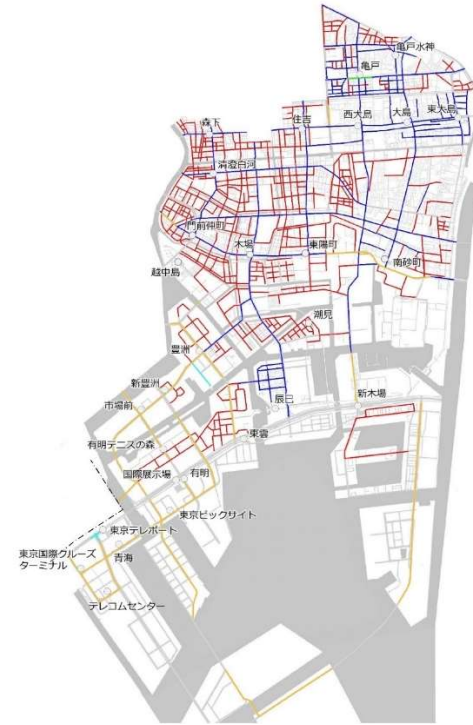 亀戸水神
亀戸
西大島
大島
東大島
住吉
森下
清澄白河
門前仲町
木場
東陽町
南砂町
越中島
潮見
豊洲
新豊洲
辰巳
新木場
市場前
東雲
有明テニスの森
国際展示場
有明
東京ビックサイト
東京テレポート
東京国際クルーズ
ターミナル
青海
テレコムセンター